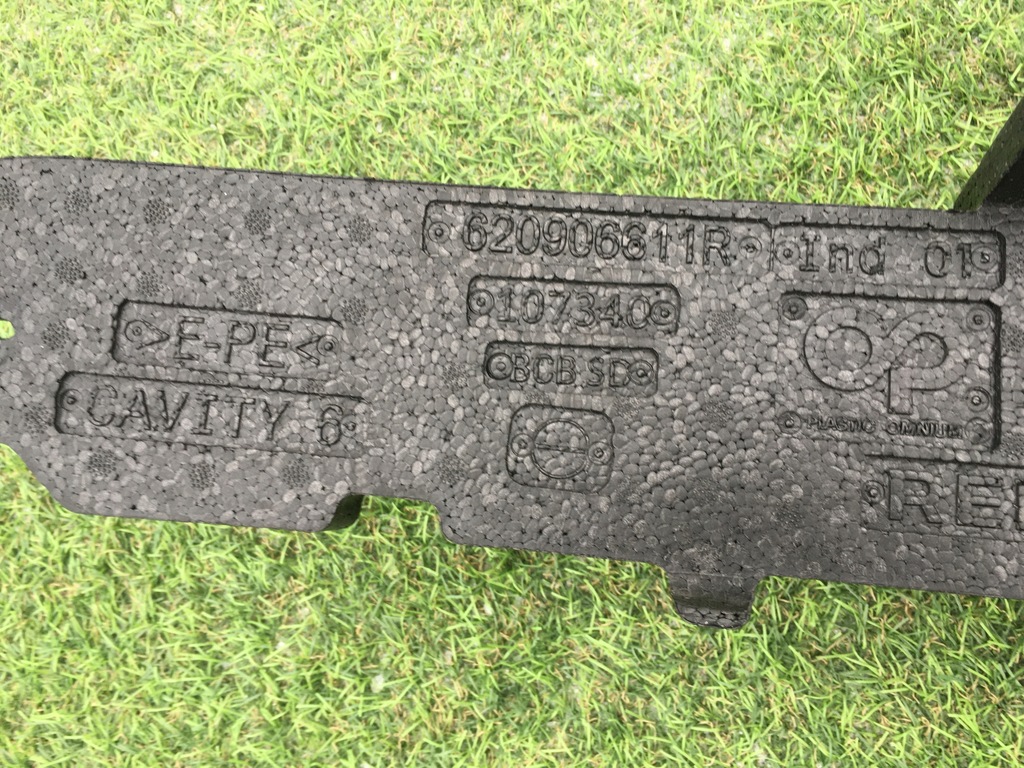 620906611R Ind 01
107340
>E-PE<
BCB SD
CAVITY 6
PLASTIC OMNIUM